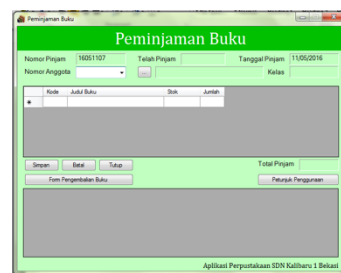 Peminjaman Buku
Peminjaman Buku
Nomor Pinjam 16051107 Telah Pinjam Tanggal Pinjam 11/05/2016
Nomor Anggota ... Kelas
Kode Judul Buku Stok Jumlah
Simpan Batal Tutup Total Pinjam
Form Pengembalian Buku Petunjuk Penggunaan
Aplikasi Perpustakaan SDN Kalibaru 1 Bekasi